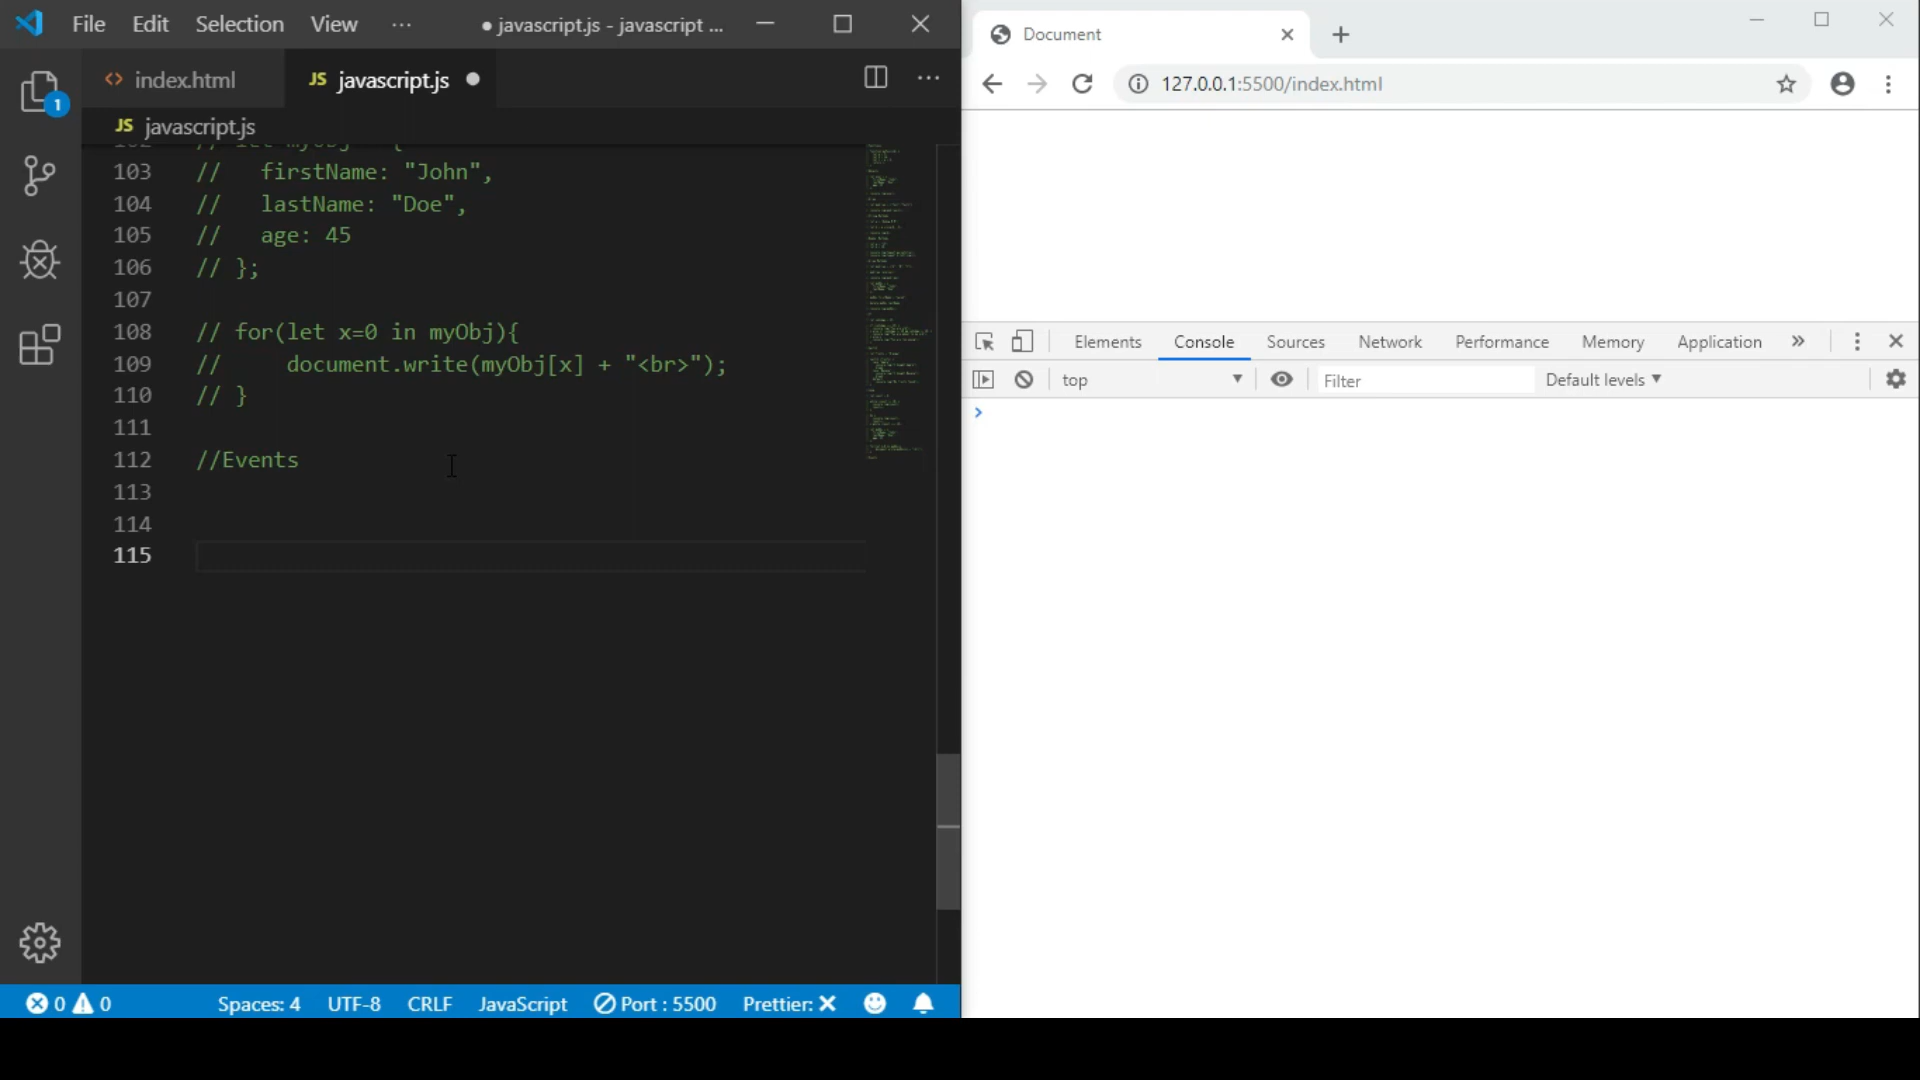 File Edit Selection View ··· ● javascript.js - javascript ...
index.html JS javascript.js
JS javascript.js
1
102 // let myObj = {
103 //   firstName: "John",
104 //   lastName: "Doe",
105 //   age: 45
106 // };
107
108 // for(let x=0 in myObj){
109 //     document.write(myObj[x] + "<br>");
110 // }
111
112 //Events
113
114
115
0 0 Spaces: 4 UTF-8 CRLF JavaScript Port : 5500 Prettier: ✕
Document
127.0.0.1:5500/index.html
Elements Console Sources Network Performance Memory Application »
top Filter Default levels